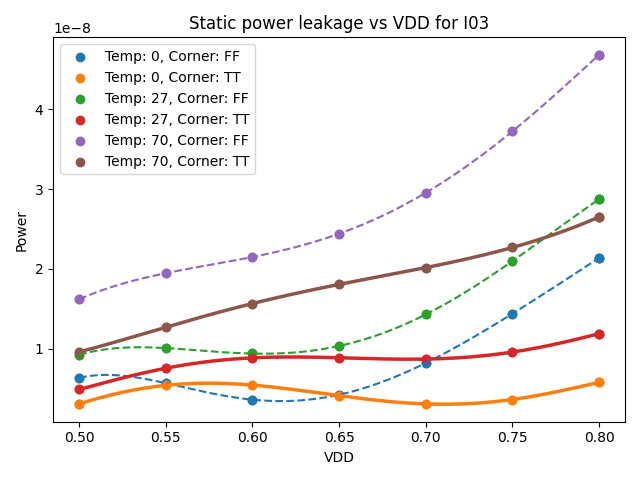 Static power leakage vs VDD for I03
1e−8
Temp: 0, Corner: FF
Temp: 0, Corner: TT
Temp: 27, Corner: FF
Temp: 27, Corner: TT
Temp: 70, Corner: FF
Temp: 70, Corner: TT
4
3
2
1
Power
0.50 0.55 0.60 0.65 0.70 0.75 0.80
VDD